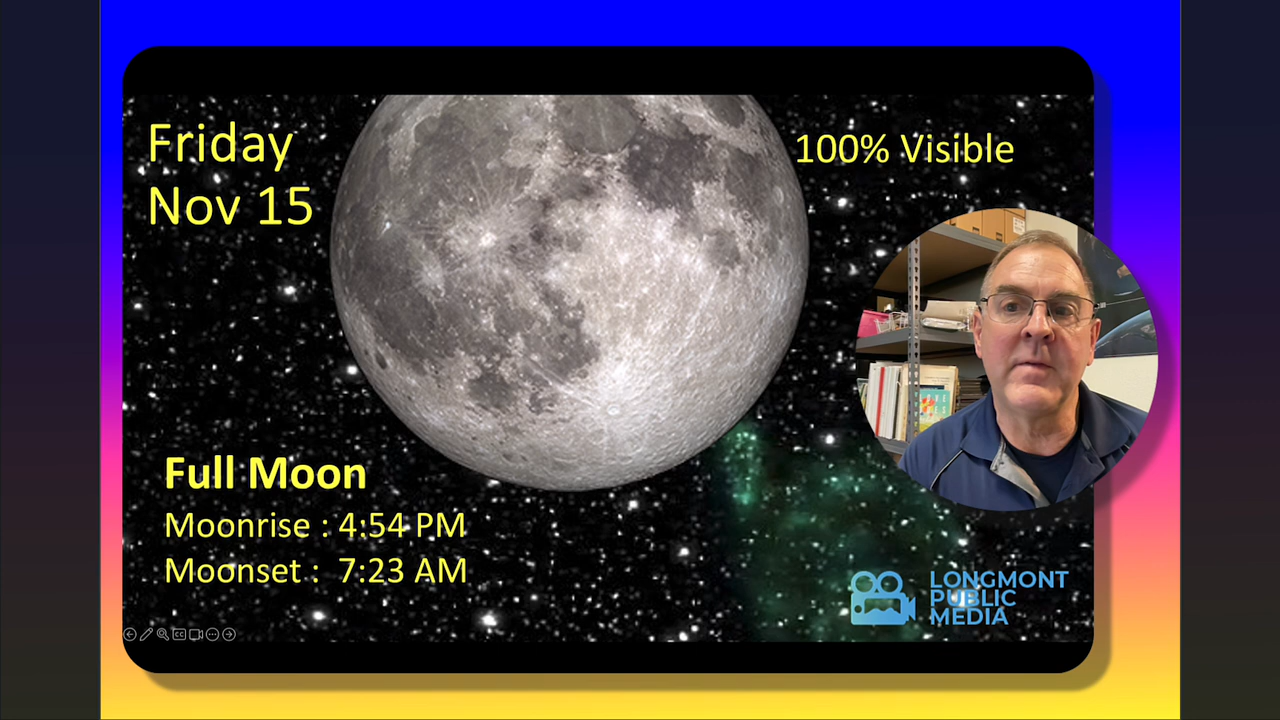 Friday
Nov 15
100% Visible
Full Moon
Moonrise : 4:54 PM
Moonset : 7:23 AM
LONGMONT
PUBLIC
MEDIA